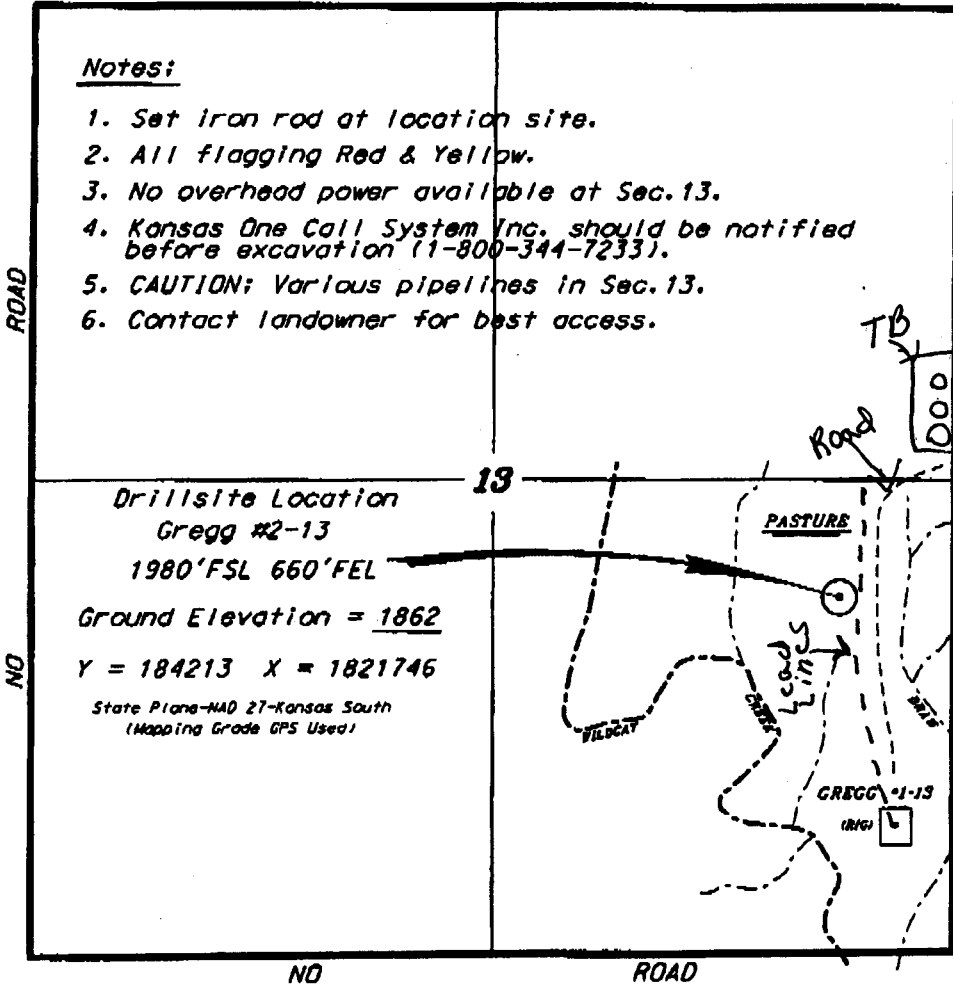 Notes:
1. Set iron rod at location site.
2. All flagging Red & Yellow.
3. No overhead power available at Sec. 13.
4. Kansas One Call System Inc. should be notified
before excavation (1-800-344-7233).
5. CAUTION: Various pipelines in Sec. 13.
6. Contact landowner for best access.
ROAD
TB
Road
13
Drillsite Location
Gregg #2-13
1980'FSL 660'FEL
PASTURE
Ground Elevation = 1862
Y = 184213 X = 1821746
State Plane-NAD 27-Kansas South
(Mapping Grade GPS Used)
Lead
Lines
NO
WILDCAT
CREEK
DRAW
GREGG #1-13
(RIG)
NO ROAD